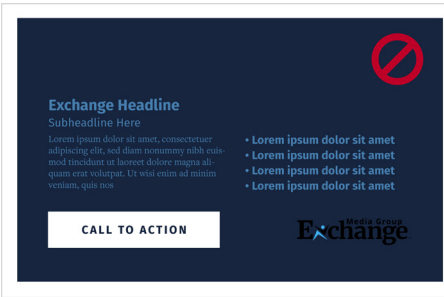 Exchange Headline
Subheadline Here
Lorem ipsum dolor sit amet, consectetuer
adipiscing elit, sed diam nonummy nibh euis-
mod tincidunt ut laoreet dolore magna ali-
quam erat volutpat. Ut wisi enim ad minim
veniam, quis nos
• Lorem ipsum dolor sit amet
• Lorem ipsum dolor sit amet
• Lorem ipsum dolor sit amet
• Lorem ipsum dolor sit amet
CALL TO ACTION
Media Group
Exchange